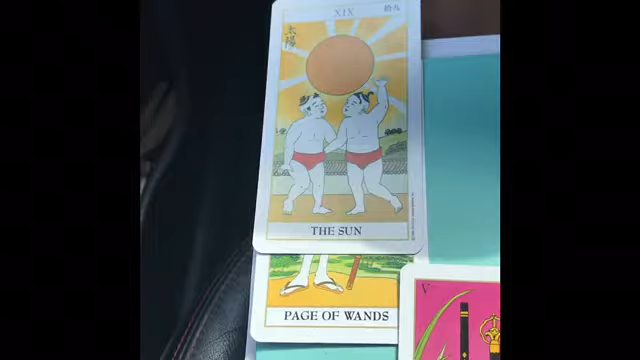 XIX
拾九
太陽
THE SUN
PAGE OF WANDS
V